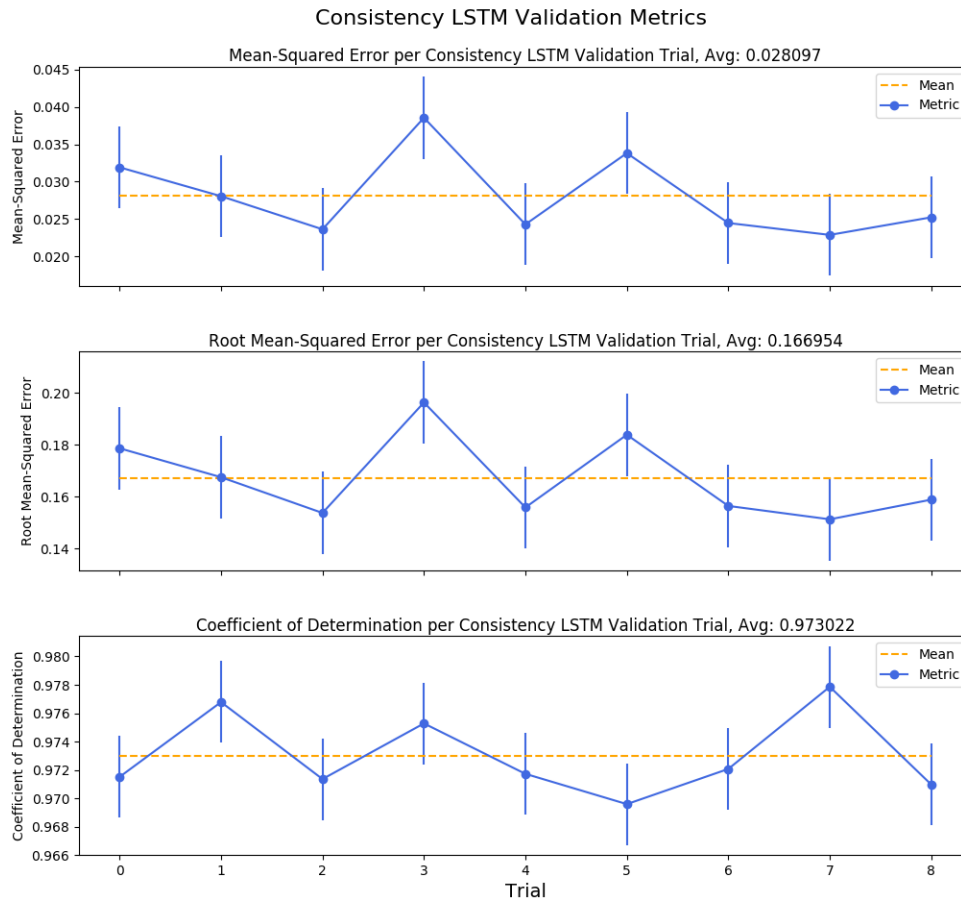 Consistency LSTM Validation Metrics
Mean-Squared Error per Consistency LSTM Validation Trial, Avg: 0.028097
Mean-Squared Error
0.045
0.040
0.035
0.030
0.025
0.020
Mean
Metric
Root Mean-Squared Error per Consistency LSTM Validation Trial, Avg: 0.166954
Root Mean-Squared Error
0.20
0.18
0.16
0.14
Mean
Metric
Coefficient of Determination per Consistency LSTM Validation Trial, Avg: 0.973022
Coefficient of Determination
0.980
0.978
0.976
0.974
0.972
0.970
0.968
0.966
Mean
Metric
0 1 2 3 4 5 6 7 8
Trial